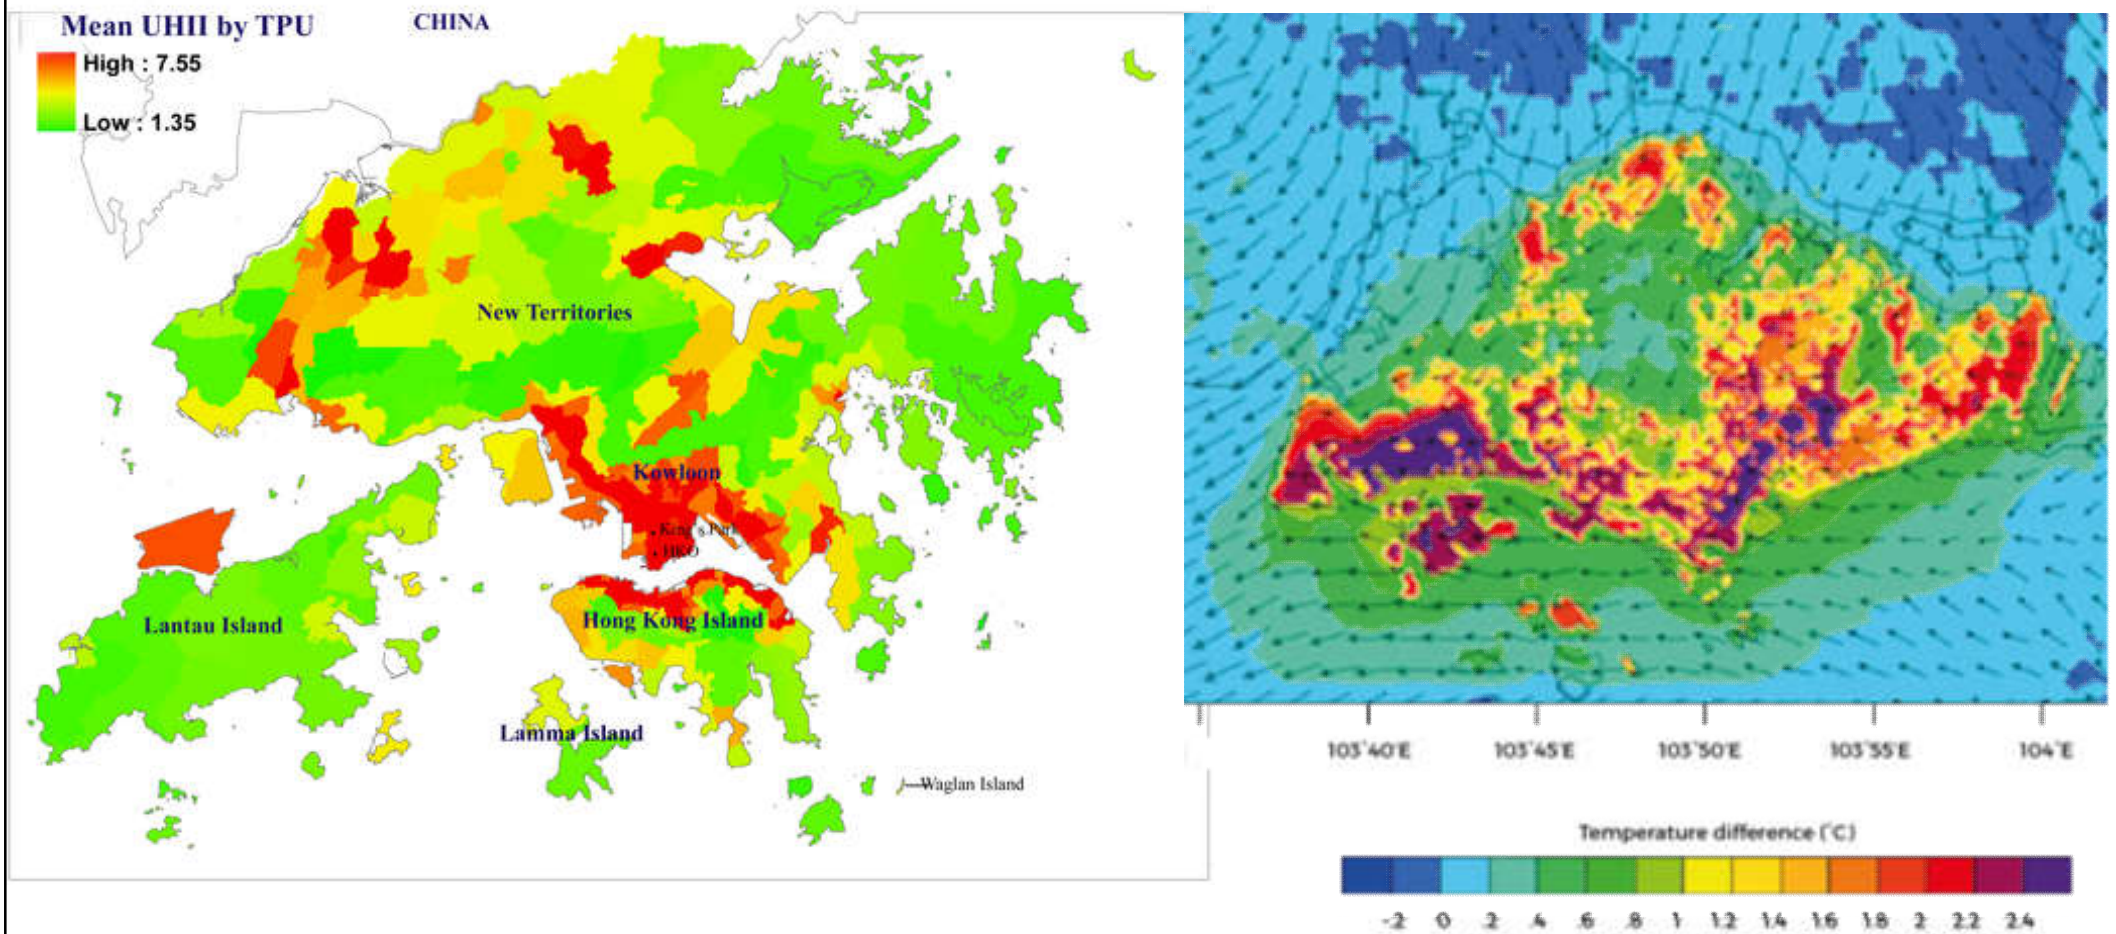 Mean UHII by TPU
CHINA
High : 7.55
Low : 1.35
New Territories
Kowloon
King's Park
HKO
Lantau Island
Hong Kong Island
Lamma Island
Waglan Island
103°40'E 103°45'E 103°50'E 103°55'E 104°E
Temperature difference (°C)
-.2 0 .2 .4 .6 .8 1 1.2 1.4 1.6 1.8 2 2.2 2.4